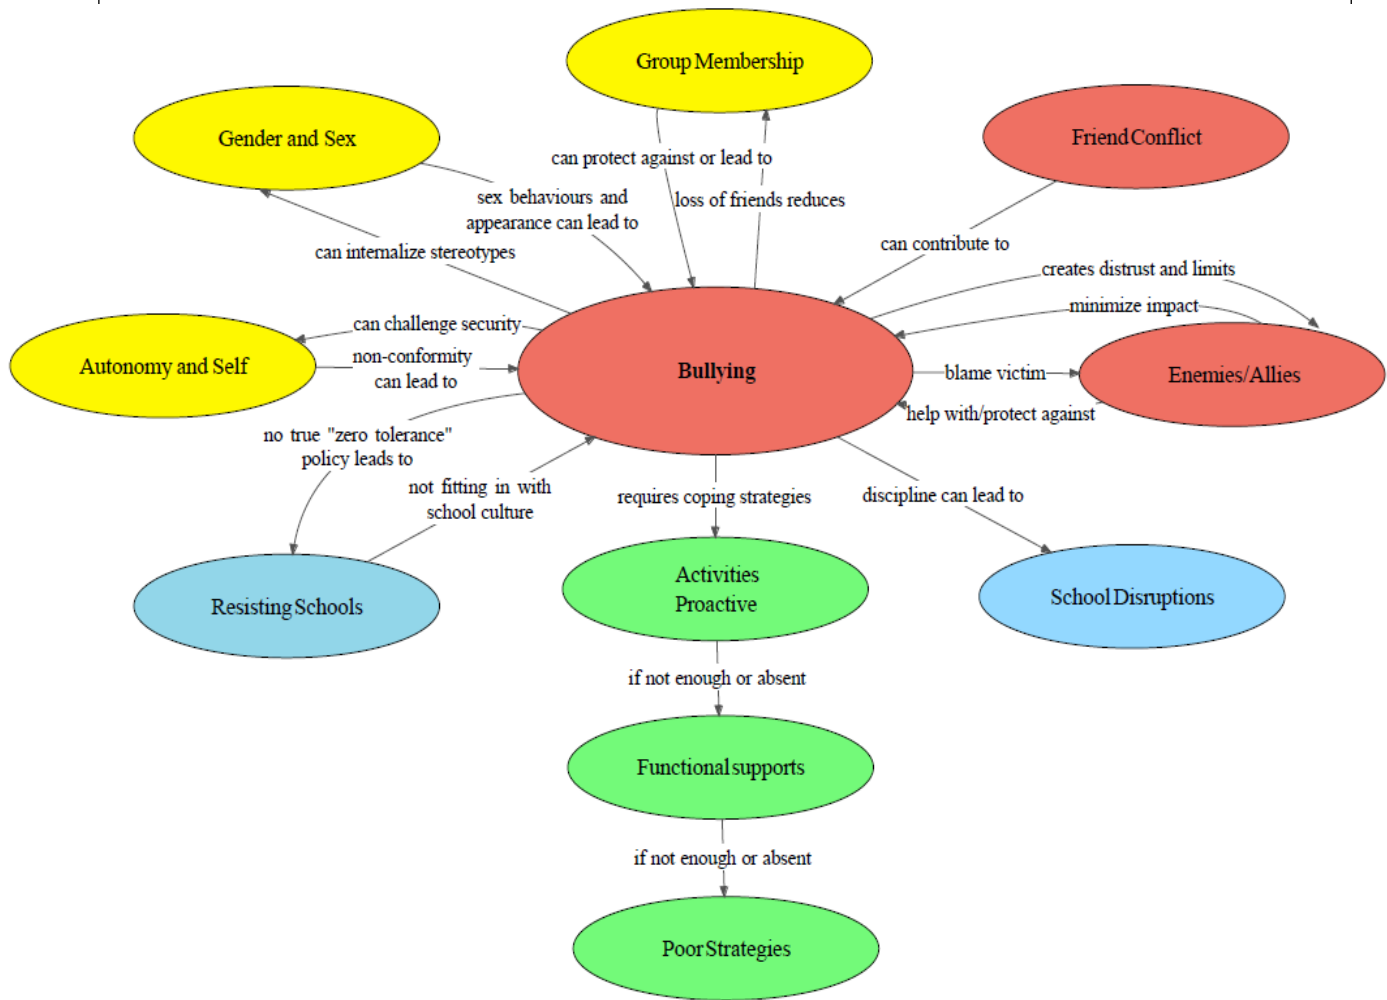 Group Membership
Gender and Sex
Friend Conflict
can protect against or lead to
sex behaviours and
appearance can lead to
loss of friends reduces
can internalize stereotypes
can contribute to
creates distrust and limits
minimize impact
can challenge security
non-conformity
can lead to
Autonomy and Self
Bullying
blame victim
Enemies/Allies
help with/protect against
no true "zero tolerance"
policy leads to
not fitting in with
school culture
requires coping strategies
discipline can lead to
Resisting Schools
Activities
Proactive
School Disruptions
if not enough or absent
Functional supports
if not enough or absent
Poor Strategies